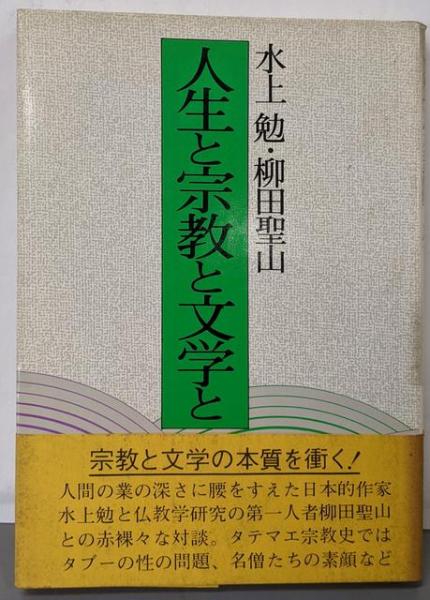 水上 勉・柳田聖山
人生と宗教と文学と
宗教と文学の本質を衝く!
人間の業の深さに腰をすえた日本的作家
水上勉と仏教学研究の第一人者柳田聖山
との赤裸々な対談。タテマエ宗教史では
タブーの性の問題、名僧たちの素顔など